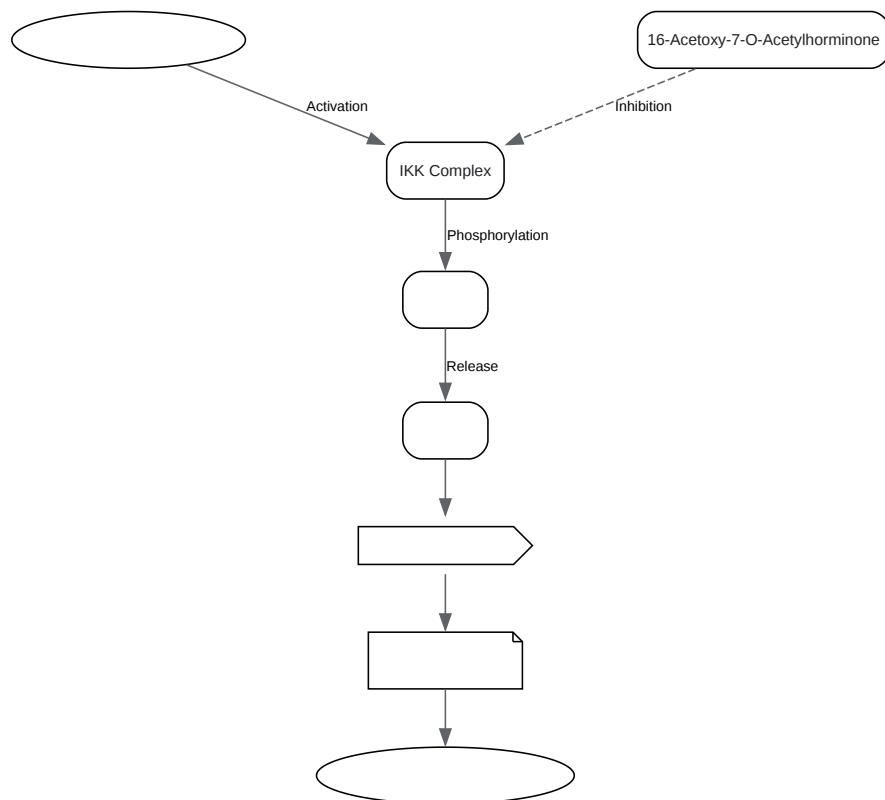 16-Acetoxy-7-O-Acetylhorminone
Activation
Inhibition
IKK Complex
Phosphorylation
Release